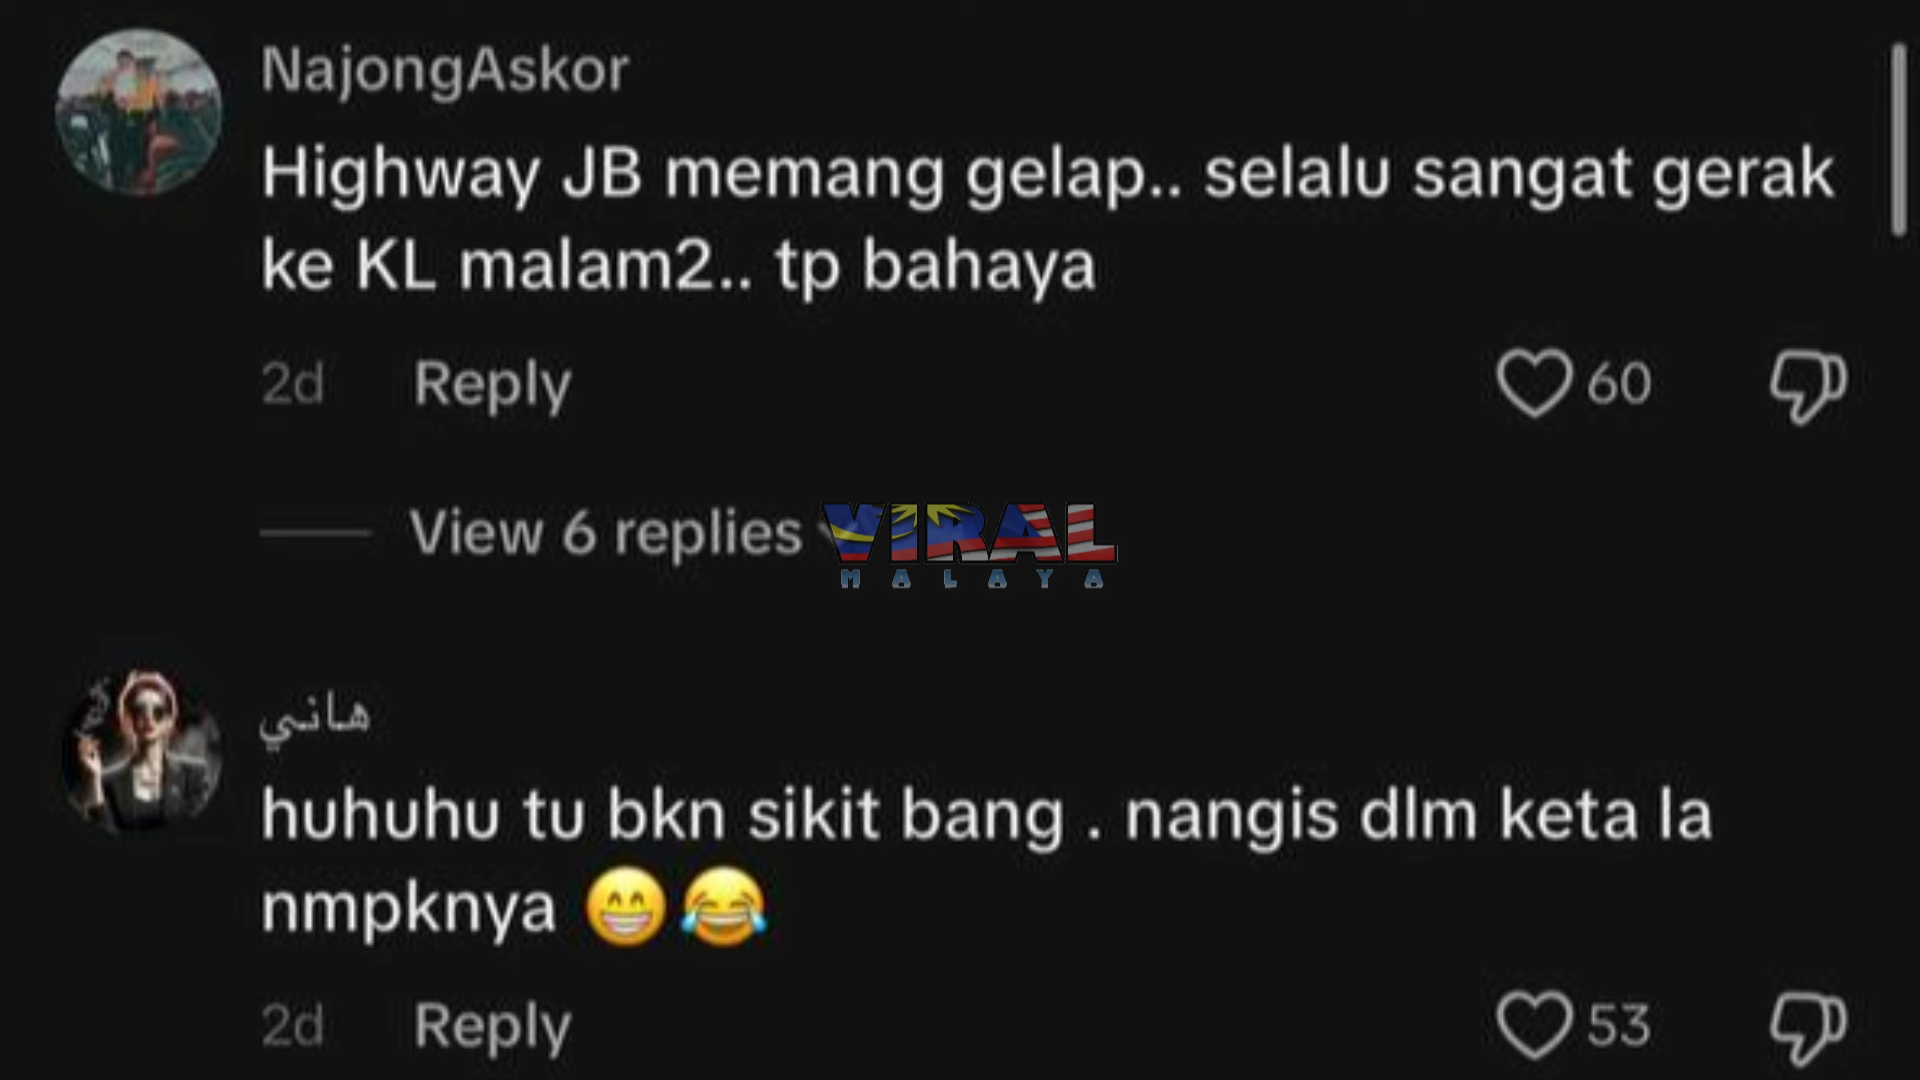 NajongAskor
Highway JB memang gelap.. selalu sangat gerak
ke KL malam2.. tp bahaya
2d Reply 60
View 6 replies
VIRAL
MALAYA
هاني
huhuhu tu bkn sikit bang . nangis dlm keta la
nmpknya 😁😂
2d Reply 53